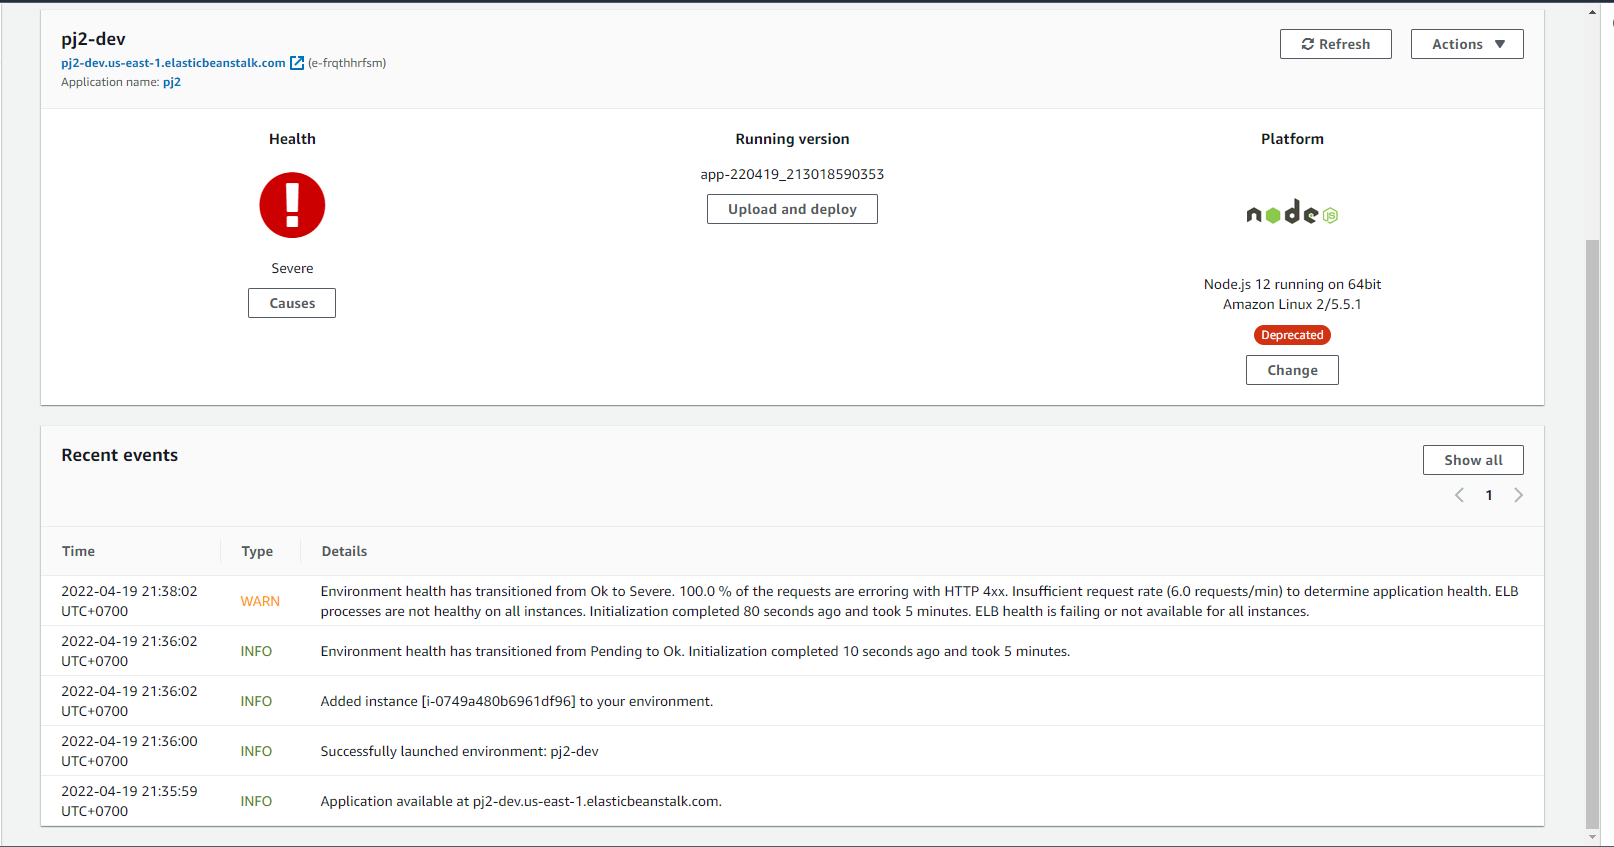 pj2-dev
Refresh
Actions
pj2-dev.us-east-1.elasticbeanstalk.com (e-frqthhrfsm)
Application name: pj2
Health
Severe
Causes
Running version
app-220419_213018590353
Upload and deploy
Platform
node JS
Node.js 12 running on 64bit
Amazon Linux 2/5.5.1
Deprecated
Change
Recent events
Show all
1
Time Type Details
2022-04-19 21:38:02
UTC+0700
WARN
Environment health has transitioned from Ok to Severe. 100.0 % of the requests are erroring with HTTP 4xx. Insufficient request rate (6.0 requests/min) to determine application health. ELB
processes are not healthy on all instances. Initialization completed 80 seconds ago and took 5 minutes. ELB health is failing or not available for all instances.
2022-04-19 21:36:02
UTC+0700
INFO
Environment health has transitioned from Pending to Ok. Initialization completed 10 seconds ago and took 5 minutes.
2022-04-19 21:36:02
UTC+0700
INFO
Added instance [i-0749a480b6961df96] to your environment.
2022-04-19 21:36:00
UTC+0700
INFO
Successfully launched environment: pj2-dev
2022-04-19 21:35:59
UTC+0700
INFO
Application available at pj2-dev.us-east-1.elasticbeanstalk.com.